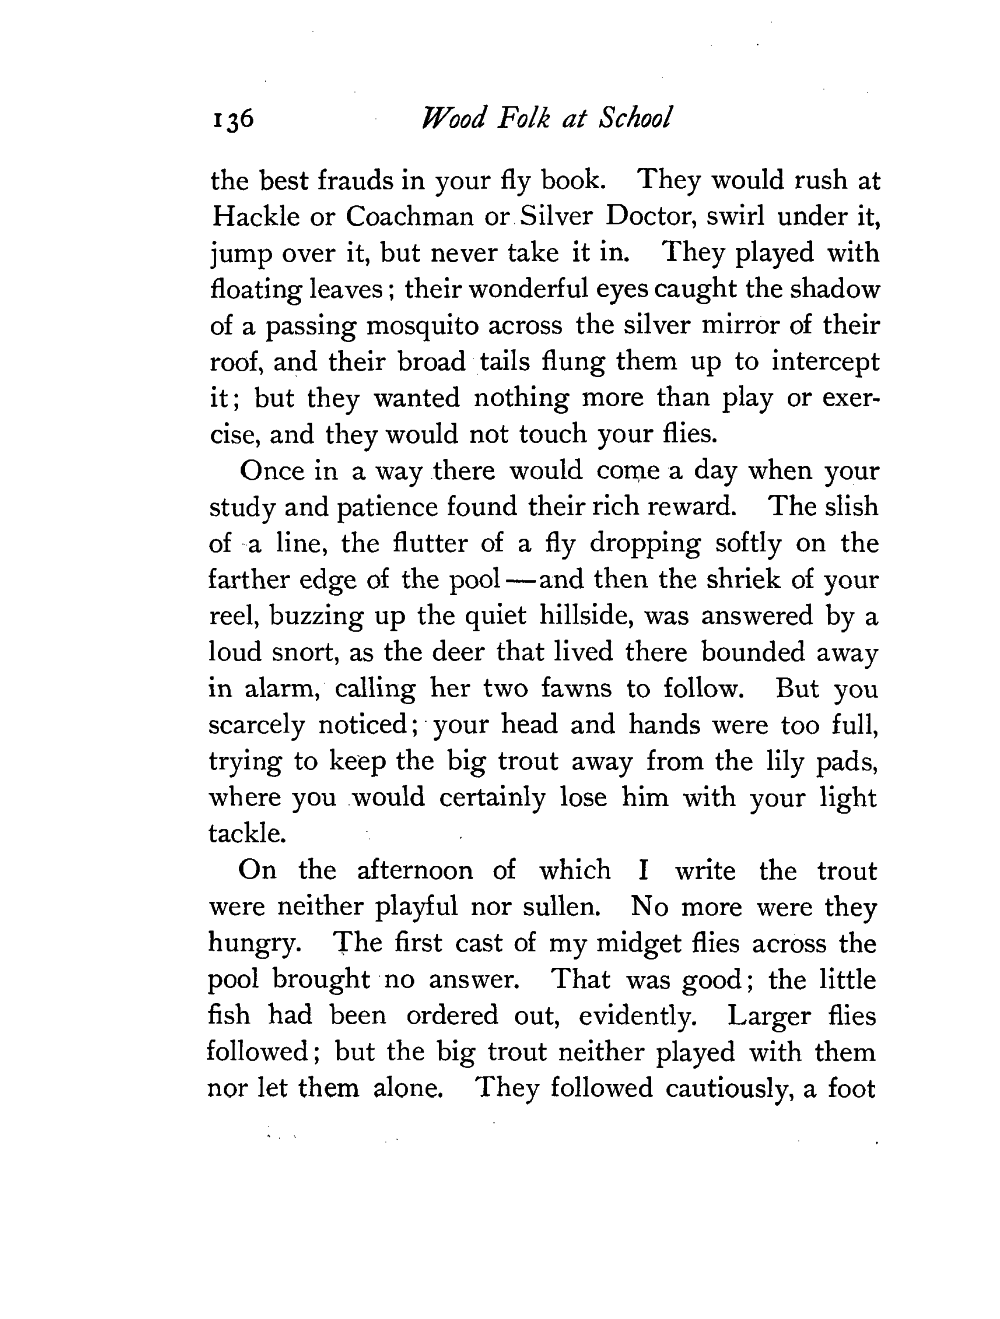 136 Wood Folk at School
the best frauds in your fly book. They would rush at
Hackle or Coachman or Silver Doctor, swirl under it,
jump over it, but never take it in. They played with
floating leaves; their wonderful eyes caught the shadow
of a passing mosquito across the silver mirror of their
roof, and their broad tails flung them up to intercept
it; but they wanted nothing more than play or exer-
cise, and they would not touch your flies.
Once in a way there would come a day when your
study and patience found their rich reward. The slish
of a line, the flutter of a fly dropping softly on the
farther edge of the pool—and then the shriek of your
reel, buzzing up the quiet hillside, was answered by a
loud snort, as the deer that lived there bounded away
in alarm, calling her two fawns to follow. But you
scarcely noticed; your head and hands were too full,
trying to keep the big trout away from the lily pads,
where you would certainly lose him with your light
tackle.
On the afternoon of which I write the trout
were neither playful nor sullen. No more were they
hungry. The first cast of my midget flies across the
pool brought no answer. That was good; the little
fish had been ordered out, evidently. Larger flies
followed; but the big trout neither played with them
nor let them alone. They followed cautiously, a foot